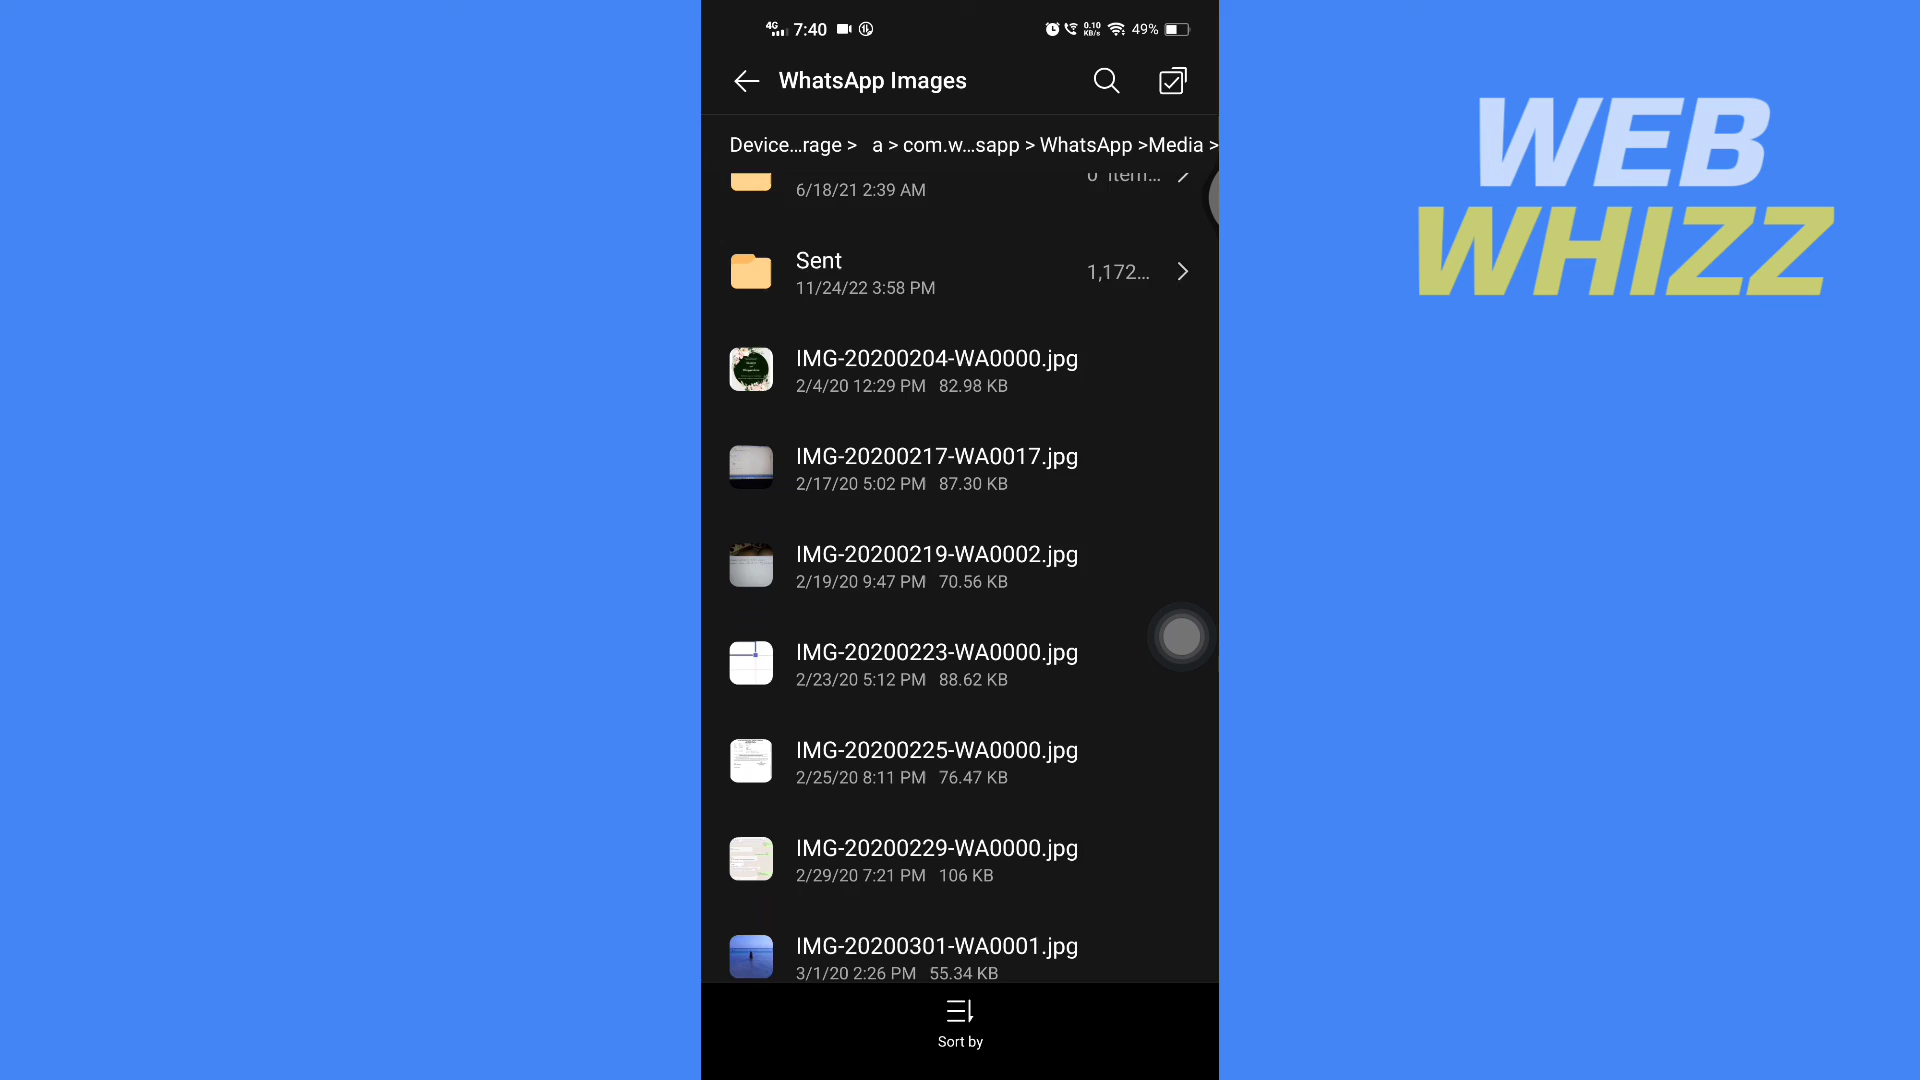 4G 7:40 0.10 KB/s 49%
WhatsApp Images
Device...rage > a > com.w...sapp > WhatsApp >Media >
6/18/21 2:39 AM 0 item...
Sent 1,172...
11/24/22 3:58 PM
IMG-20200204-WA0000.jpg
2/4/20 12:29 PM 82.98 KB
IMG-20200217-WA0017.jpg
2/17/20 5:02 PM 87.30 KB
IMG-20200219-WA0002.jpg
2/19/20 9:47 PM 70.56 KB
IMG-20200223-WA0000.jpg
2/23/20 5:12 PM 88.62 KB
IMG-20200225-WA0000.jpg
2/25/20 8:11 PM 76.47 KB
IMG-20200229-WA0000.jpg
2/29/20 7:21 PM 106 KB
IMG-20200301-WA0001.jpg
3/1/20 2:26 PM 55.34 KB
Sort by
WEB
WHIZZ